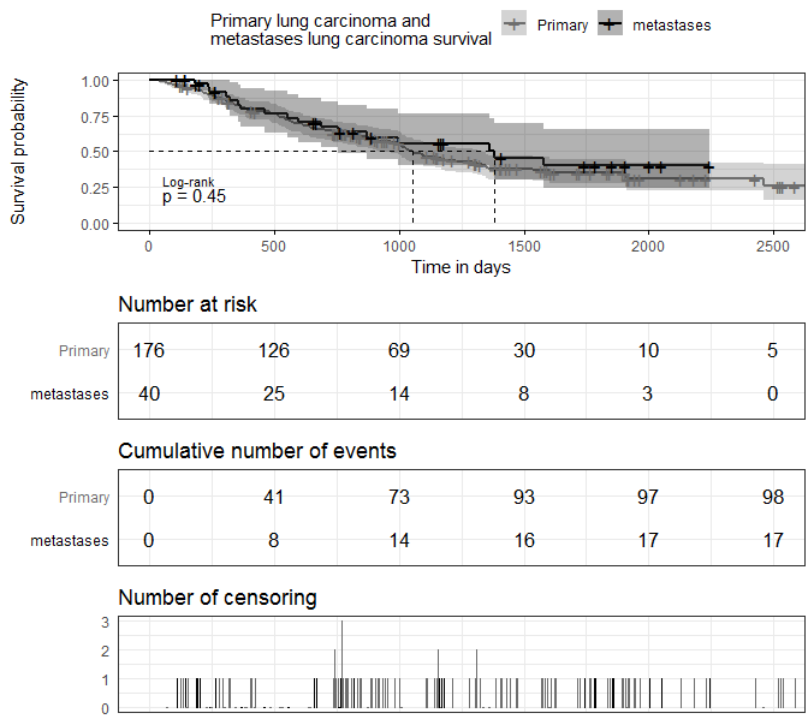 Primary lung carcinoma and
metastases lung carcinoma survival
Primary
metastases
Survival probability
1.00
0.75
0.50
0.25
0.00
Log-rank
p = 0.45
0 500 1000 1500 2000 2500
Time in days
Number at risk
Primary 176 126 69 30 10 5
metastases 40 25 14 8 3 0
Cumulative number of events
Primary 0 41 73 93 97 98
metastases 0 8 14 16 17 17
Number of censoring
3
2
1
0